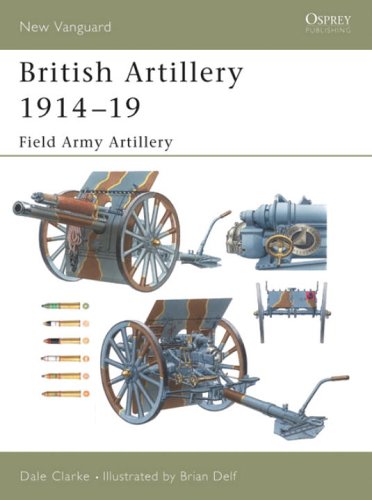 New Vanguard
OSPREY
PUBLISHING
British Artillery
1914–19
Field Army Artillery
Dale Clarke • Illustrated by Brian Delf